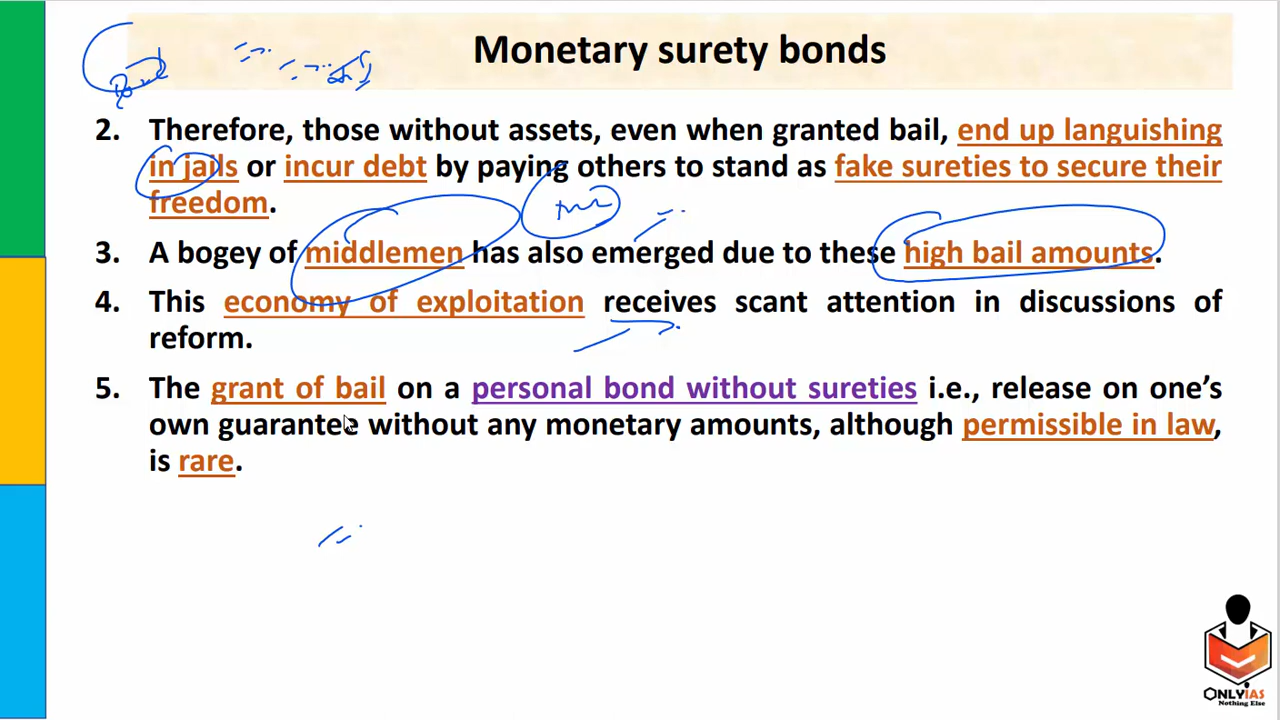 Monetary surety bonds
2. Therefore, those without assets, even when granted bail, end up languishing
in jails or incur debt by paying others to stand as fake sureties to secure their
freedom.
3. A bogey of middlemen has also emerged due to these high bail amounts.
4. This economy of exploitation receives scant attention in discussions of
reform.
5. The grant of bail on a personal bond without sureties i.e., release on one's
own guarantee without any monetary amounts, although permissible in law,
is rare.
ONLYIAS
Nothing Else